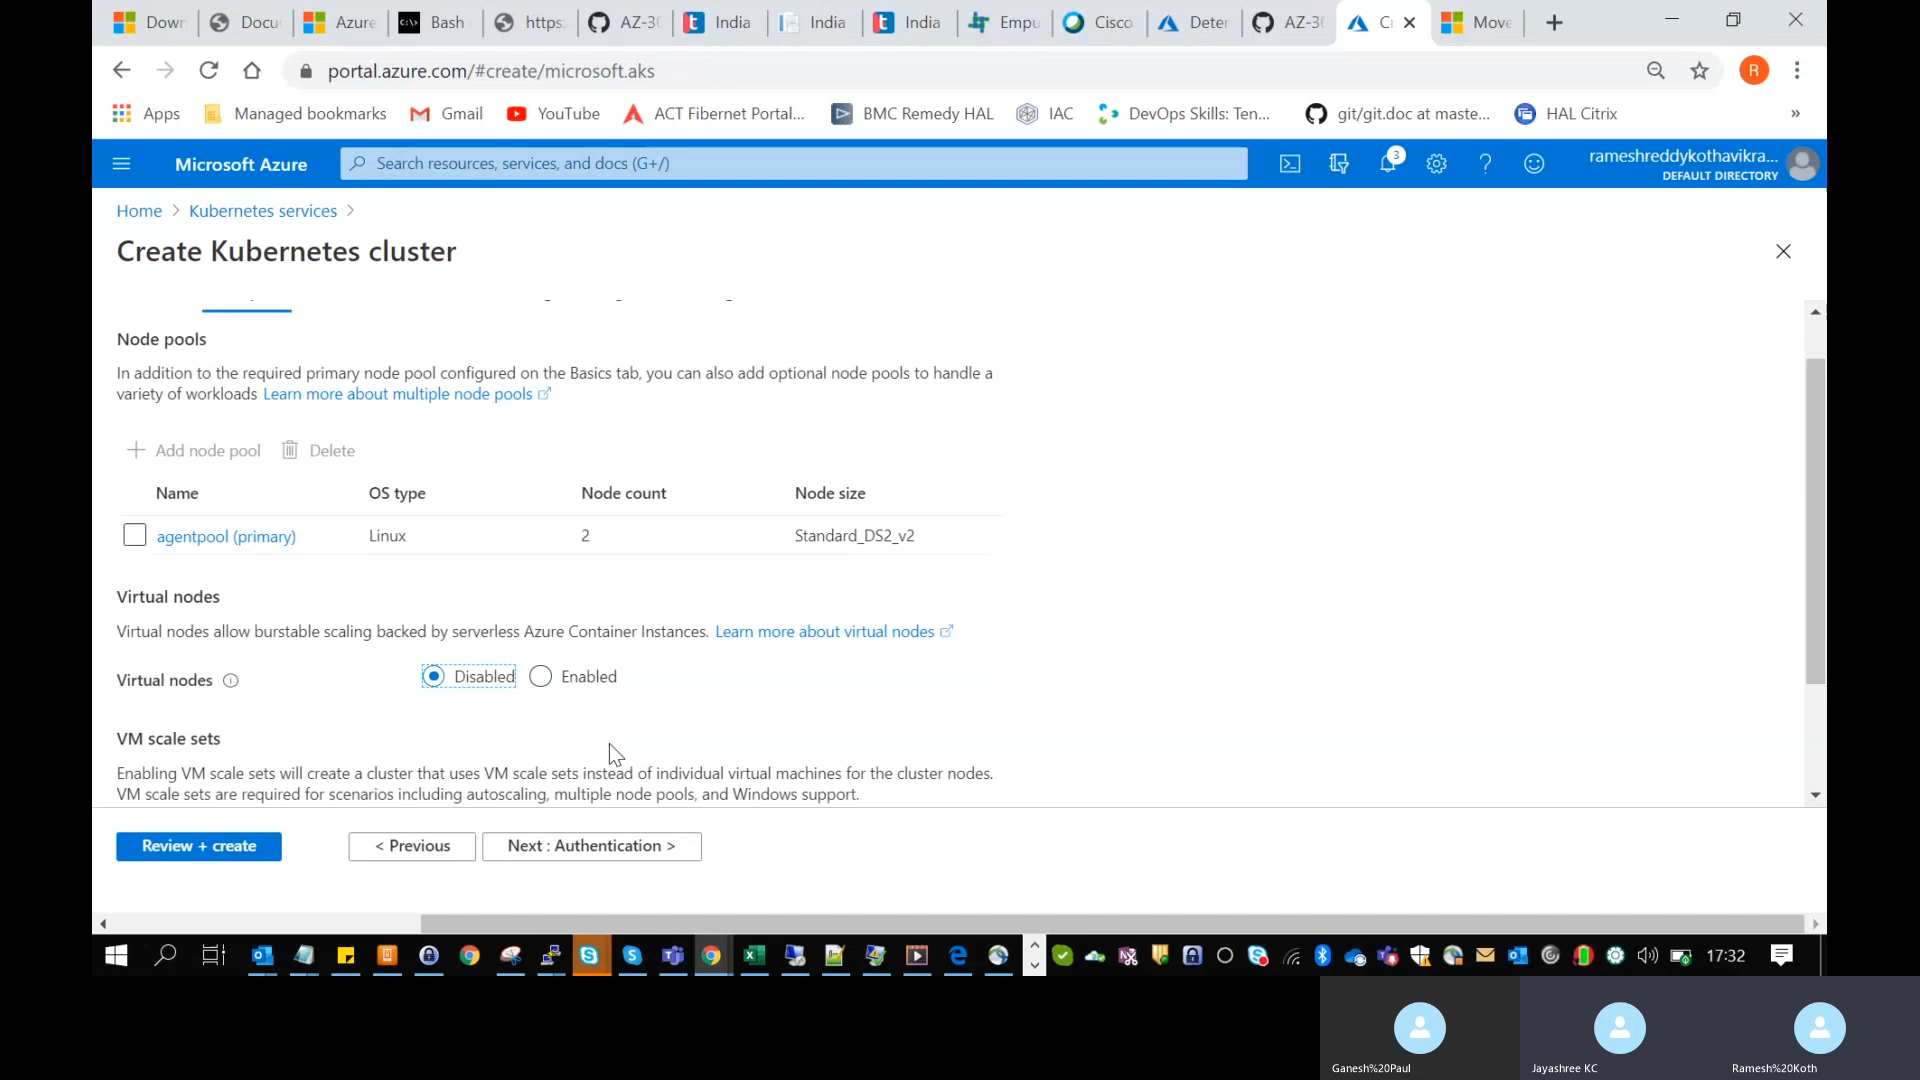 Down
Docu
Azure
Bash
https:
AZ-30
India
India
India
Empu
Cisco
Deter
AZ-30
Move
portal.azure.com/#create/microsoft.aks
R
Apps
Managed bookmarks
Gmail
YouTube
ACT Fibernet Portal...
BMC Remedy HAL
IAC
DevOps Skills: Ten...
git/git.doc at maste...
HAL Citrix
»
Microsoft Azure
Search resources, services, and docs (G+/)
3
rameshreddykothavikra...
DEFAULT DIRECTORY
Home > Kubernetes services >
Create Kubernetes cluster
Node pools
In addition to the required primary node pool configured on the Basics tab, you can also add optional node pools to handle a
variety of workloads Learn more about multiple node pools
Add node pool
Delete
Name OS type Node count Node size
agentpool (primary) Linux 2 Standard_DS2_v2
Virtual nodes
Virtual nodes allow burstable scaling backed by serverless Azure Container Instances. Learn more about virtual nodes
Virtual nodes
Disabled
Enabled
VM scale sets
Enabling VM scale sets will create a cluster that uses VM scale sets instead of individual virtual machines for the cluster nodes.
VM scale sets are required for scenarios including autoscaling, multiple node pools, and Windows support.
Review + create
< Previous
Next : Authentication >
17:32
Ganesh%20Paul
Jayashree KC
Ramesh%20Koth